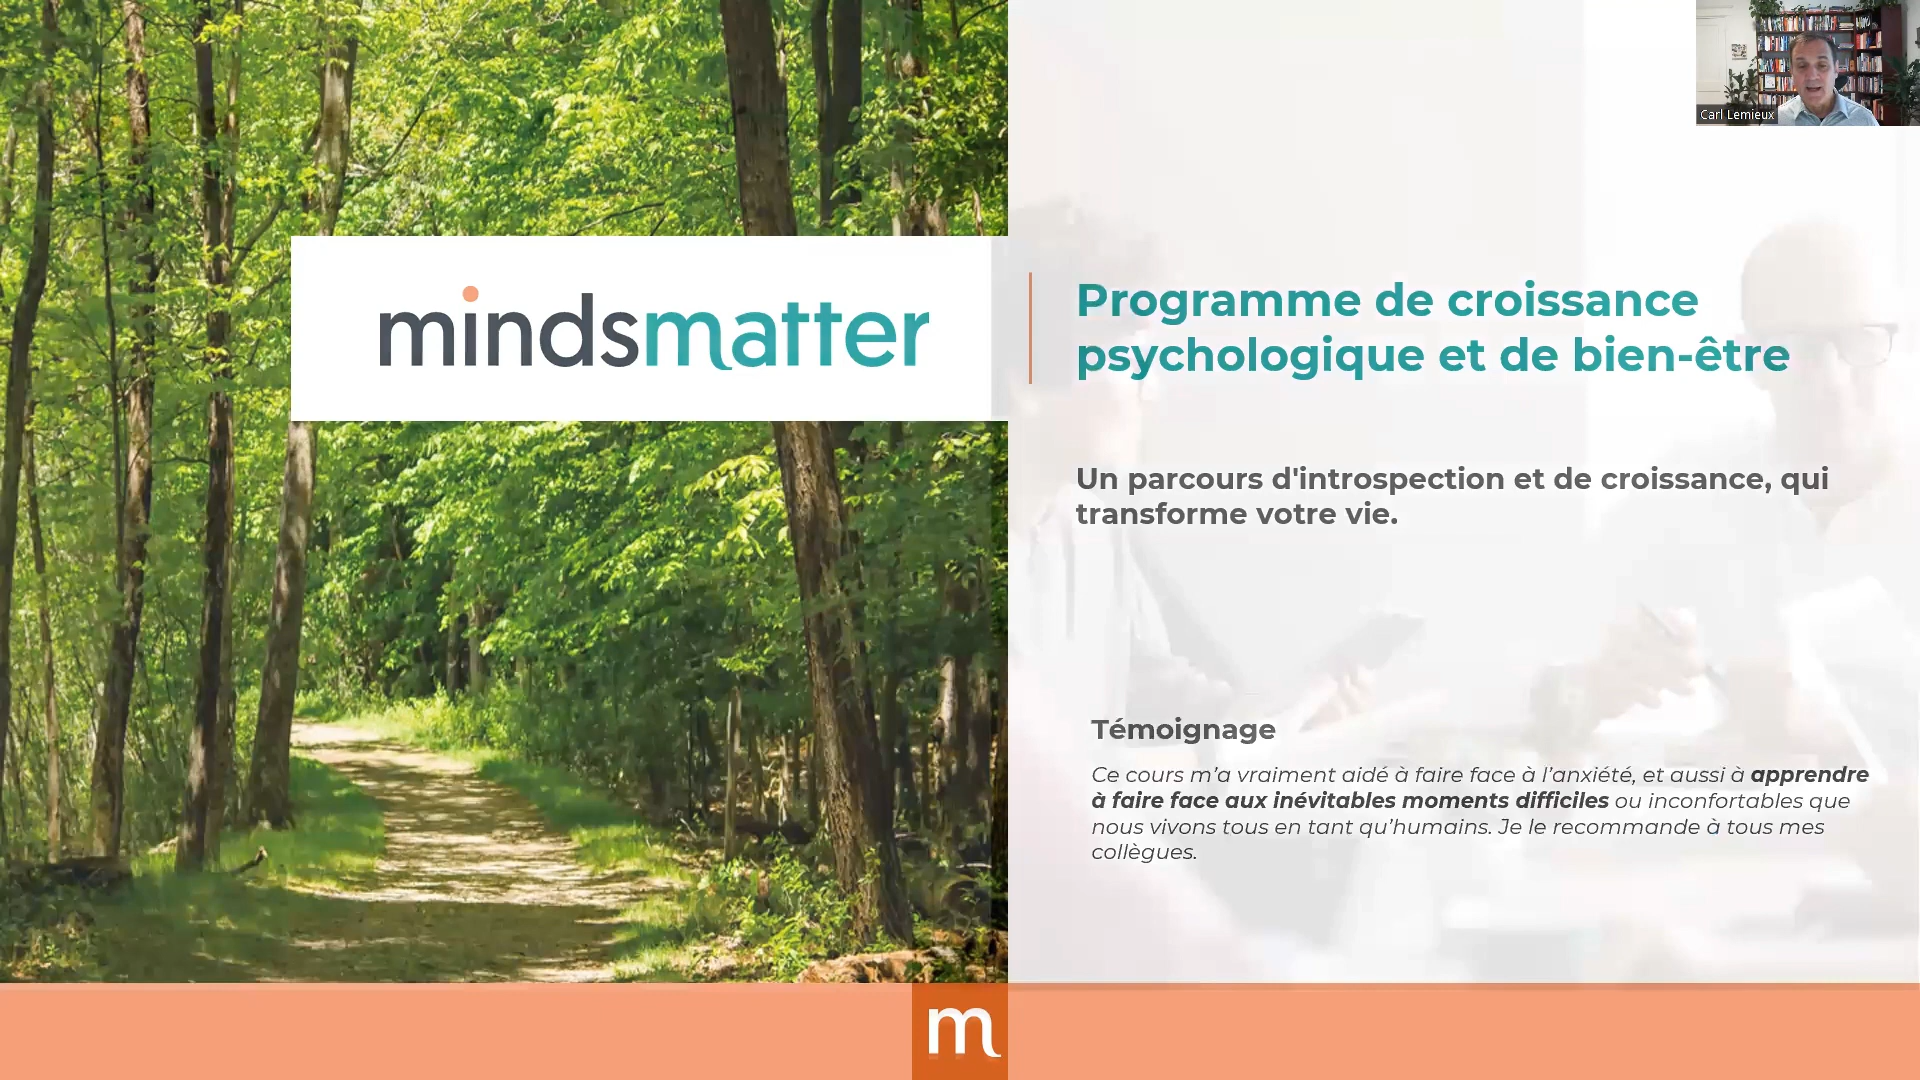 Carl Lemieux
mindsmatter
Programme de croissance
psychologique et de bien-être
Un parcours d'introspection et de croissance, qui
transforme votre vie.
Témoignage
Ce cours m’a vraiment aidé à faire face à l’anxiété, et aussi à apprendre
à faire face aux inévitables moments difficiles ou inconfortables que
nous vivons tous en tant qu’humains. Je le recommande à tous mes
collègues.
m